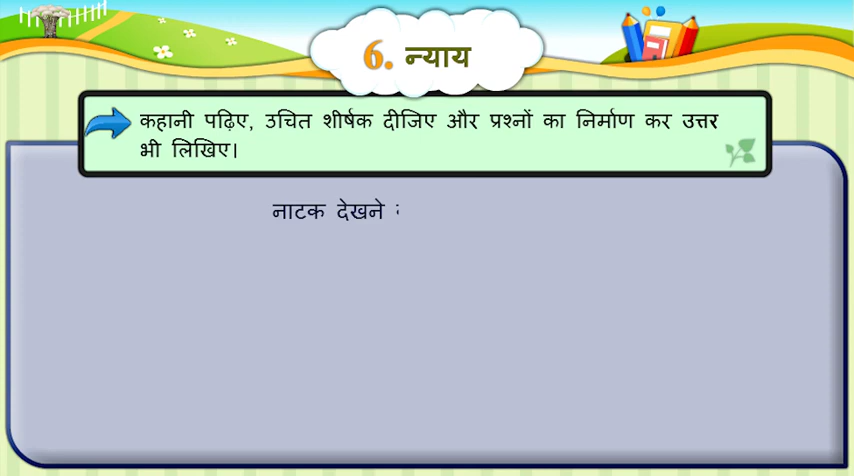 6. न्याय
कहानी पढ़िए, उचित शीर्षक दीजिए और प्रश्नों का निर्माण कर उत्तर
भी लिखिए।
नाटक देखने